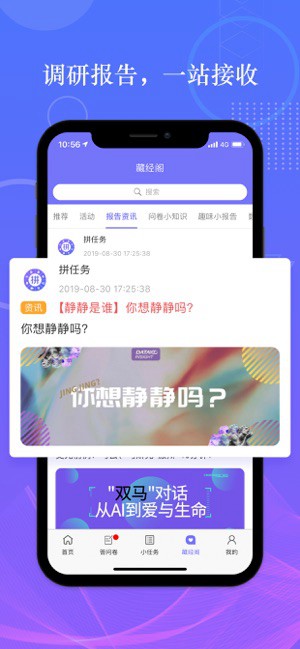 调研报告，一站接收
10:56
4G
藏经阁
搜索
推荐 活动 报告资讯 问卷小知识 趣味小报告
拼任务
2019-08-30 17:25:38
拼
拼任务
2019-08-30 17:25:38
资讯 【静静是谁】你想静静吗?
你想静静吗?
DATAKE
INSIGHT
JINGJING?
你想静静吗？
"双马"对话
从AI到爱与生命
首页 答问卷 小任务 藏经阁 我的